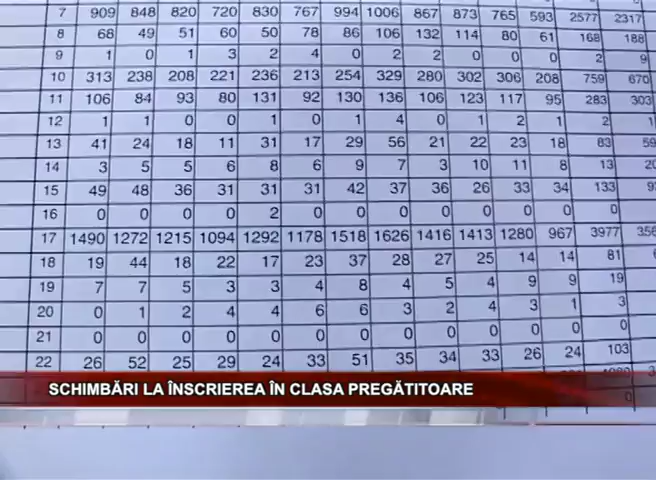 7 909 848 820 720 830 767 994 1006 867 873 765 593 2577 2317
8 68 49 51 60 50 78 86 106 132 114 80 61 168 188
9 1 0 1 3 2 4 0 2 2 0 0 0 2 9
10 313 238 208 221 236 213 254 329 280 302 306 208 759 670
11 106 84 93 80 131 92 130 136 106 123 117 95 283 303
12 1 1 0 0 1 0 1 4 0 1 2 1 2
13 41 24 18 11 31 17 29 56 21 22 23 18 83
14 3 5 5 6 8 6 9 7 3 10 11 8 13
15 49 48 36 31 31 31 42 37 36 26 33 34 133
16 0 0 0 0 2 0 0 0 0 0 0 0 0
17 1490 1272 1215 1094 1292 1178 1518 1626 1416 1413 1280 967 3977
18 19 44 18 22 17 23 37 28 27 25 14 14 81
19 7 7 5 3 3 4 8 4 5 4 9 9 19
20 0 1 2 4 4 6 6 3 2 4 3 1 3
21 0 0 0 0 0 0 0 0 0 0 0 0 0
22 26 52 25 29 24 33 51 35 34 33 26 24 103
SCHIMBĂRI LA ÎNSCRIEREA ÎN CLASA PREGĂTITOARE